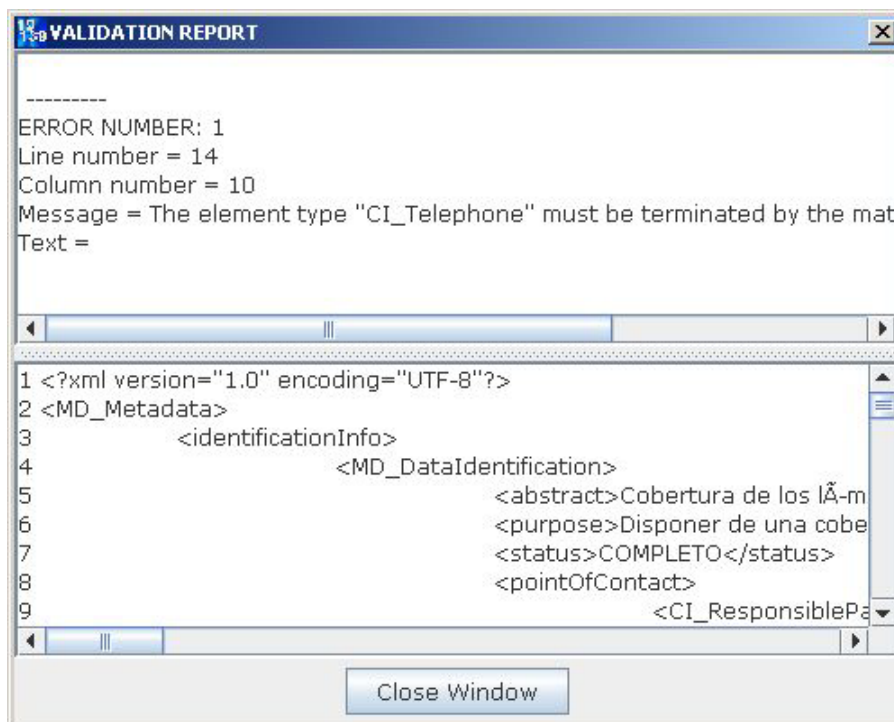 VALIDATION REPORT
---------
ERROR NUMBER: 1
Line number = 14
Column number = 10
Message = The element type "CI_Telephone" must be terminated by the mat
Text =
1 <?xml version="1.0" encoding="UTF-8"?>
2 <MD_Metadata>
3 <identificationInfo>
4 <MD_DataIdentification>
5 <abstract>Cobertura de los lÃ-m
6 <purpose>Disponer de una cobe
7 <status>COMPLETO</status>
8 <pointOfContact>
9 <CI_ResponsiblePa
Close Window